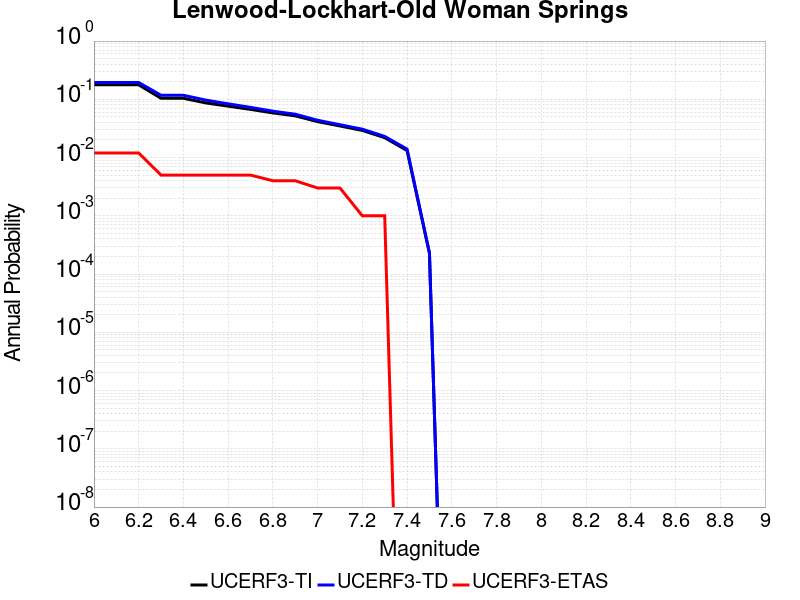 Lenwood-Lockhart-Old Woman Springs
10^0
10^-1
10^-2
10^-3
10^-4
10^-5
10^-6
10^-7
10^-8
Annual Probability
6 6.2 6.4 6.6 6.8 7 7.2 7.4 7.6 7.8 8 8.2 8.4 8.6 8.8 9
Magnitude
UCERF3-TI UCERF3-TD UCERF3-ETAS